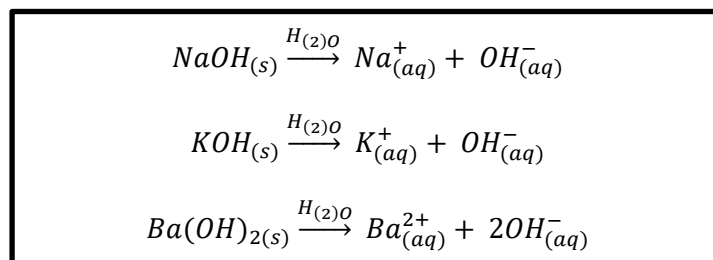 NaOH(s) H(2)O⟶ Na+(aq) + OH−(aq)
KOH(s) H(2)O⟶ K+(aq) + OH−(aq)
Ba(OH)2(s) H(2)O⟶ Ba2+(aq) + 2OH−(aq)